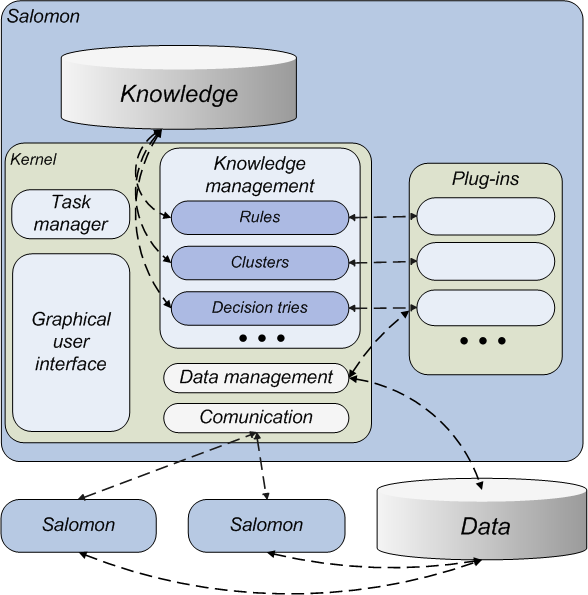 Salomon
Knowledge
Kernel
Knowledge
management
Plug-ins
Task
manager
Rules
Clusters
Decision tries
Graphical
user
interface
Data management
Comunication
Salomon
Salomon
Data